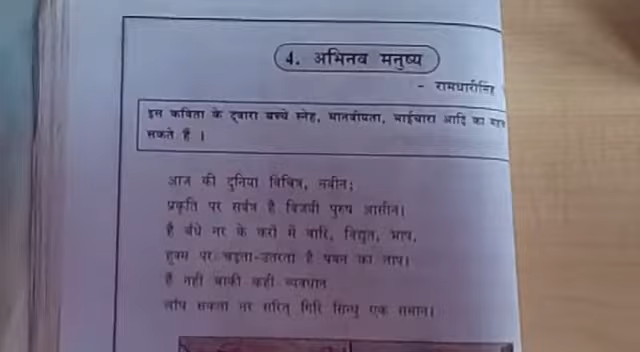 4. अभिनव मनुष्य
- रामधारीसिंह
इस कविता के द्वारा बच्चे स्नेह, मानवीयता, भाईचारा आदि का
सकते हैं ।
आज की दुनिया विचित्र, नवीन;
प्रकृति पर सर्वत्र है विजयी पुरुष आसीन।
हैं बंधे नर के करों में वारि, विद्युत, भाप,
हुक्म पर चढ़ता-उतरता है पवन का ताप।
है नहीं बाकी कहीं व्यवधान
लाँघ सकता नर सरित् गिरि सिन्धु एक समान।